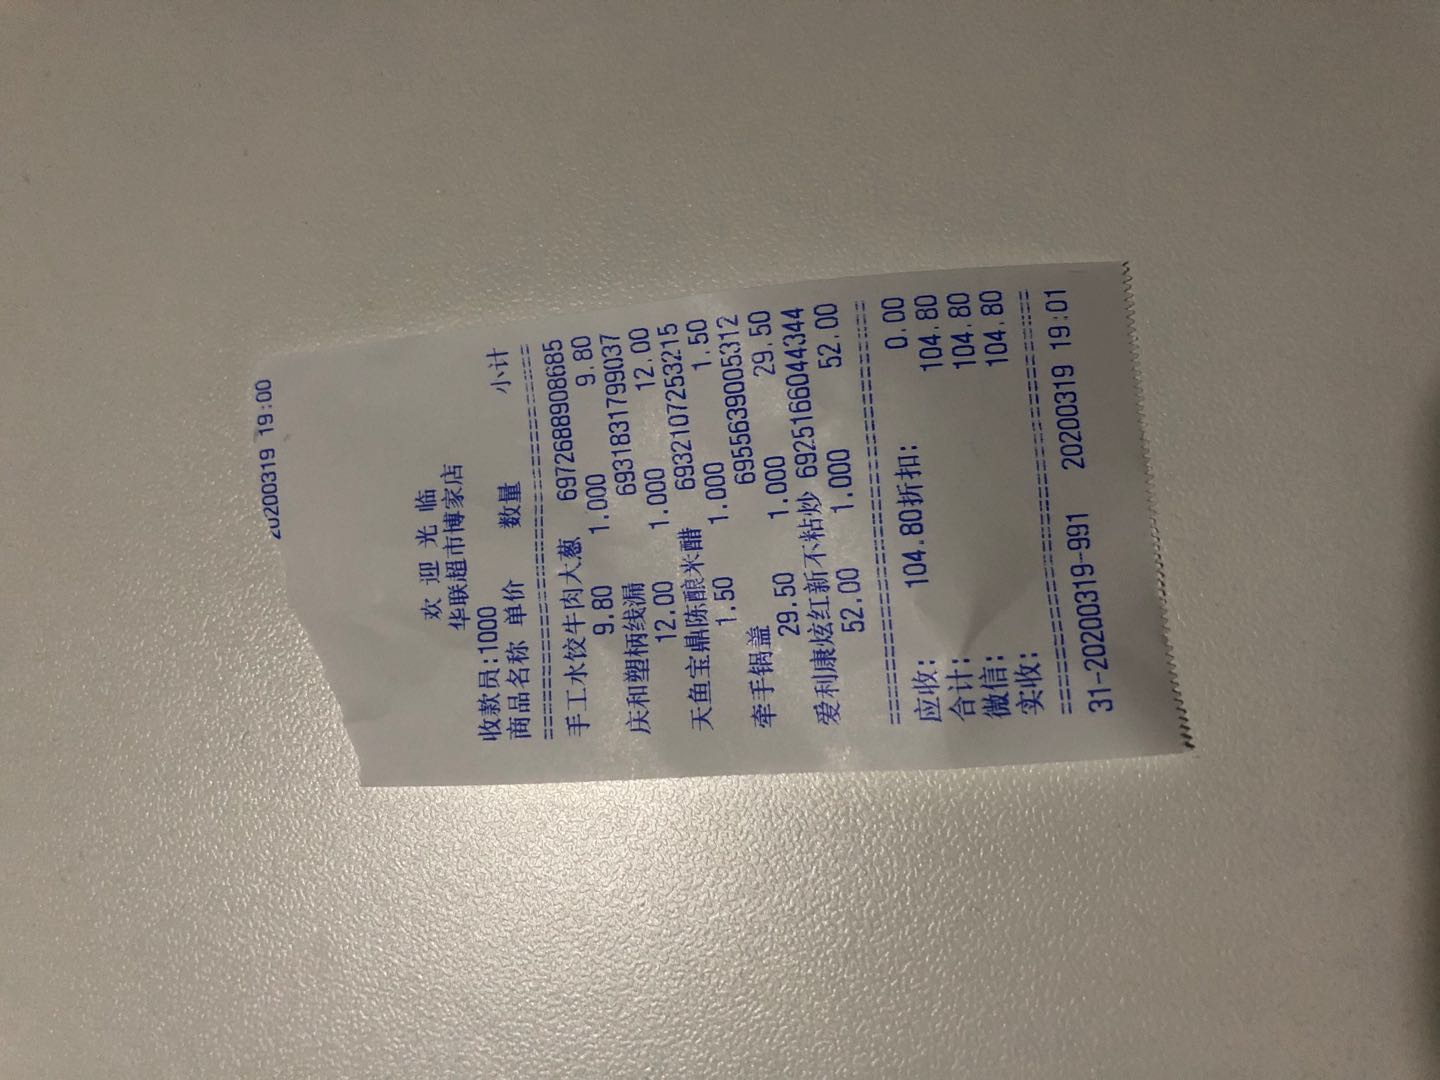 20200319 19:00
欢 迎 光 临
华联超市博家店
收款员:1000
商品名称 单价 数量 小计
==============================
手工水饺牛肉大葱 6972688908685
9.80 1.000 9.80
庆和塑柄线漏 6931831799037
12.00 1.000 12.00
天鱼宝鼎陈酿米醋 6932107253215
1.50 1.000 1.50
牵手锅盖 6955639005312
29.50 1.000 29.50
爱利康炫红新不粘炒 6925166044344
52.00 1.000 52.00
==============================
应收: 104.80折扣: 0.00
合计: 104.80
微信: 104.80
实收: 104.80
==============================
31-20200319-991 20200319 19:01